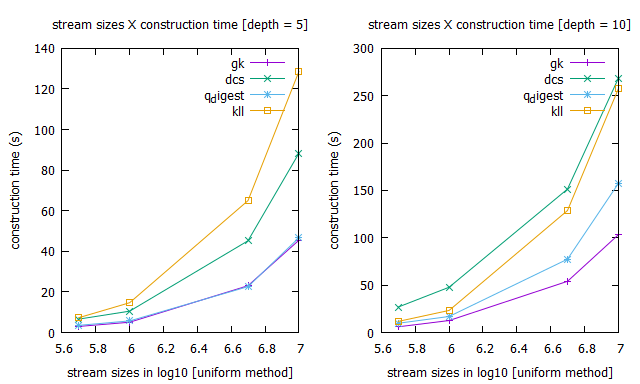 stream sizes X construction time [depth = 5]
140
120
100
80
60
40
20
0
5.6 5.8 6 6.2 6.4 6.6 6.8 7
construction time (s)
stream sizes in log10 [uniform method]
gk
dcs
q_digest
kll
stream sizes X construction time [depth = 10]
300
250
200
150
100
50
0
5.6 5.8 6 6.2 6.4 6.6 6.8 7
construction time (s)
stream sizes in log10 [uniform method]
gk
dcs
q_digest
kll